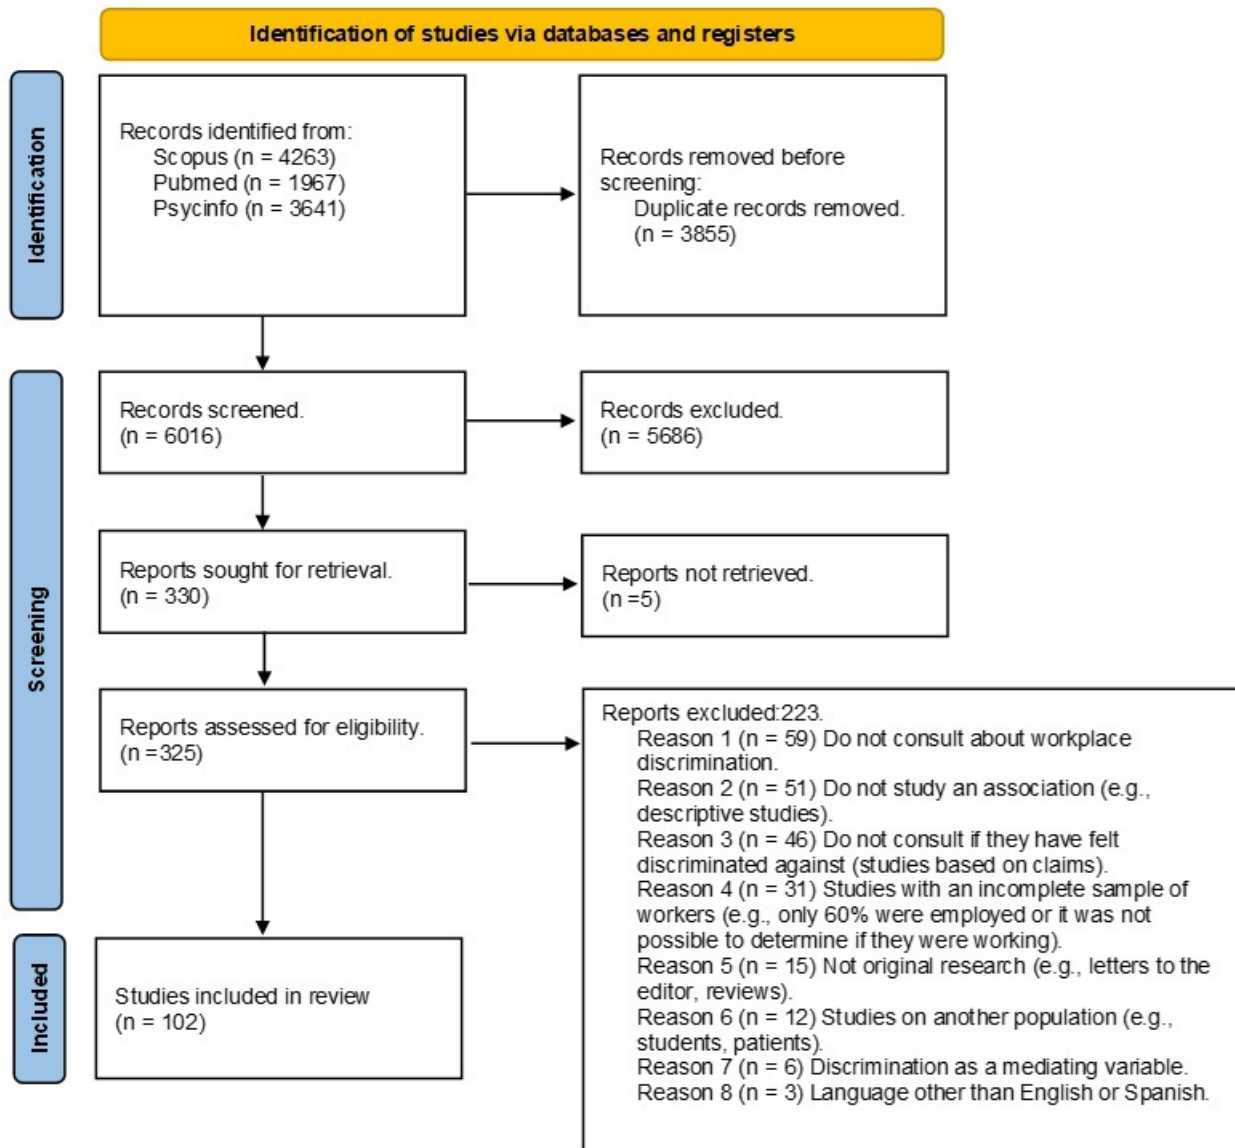 Identification of studies via databases and registers
Identification
Records identified from:
Scopus (n = 4263)
Pubmed (n = 1967)
Psycinfo (n = 3641)
Records removed before
screening:
Duplicate records removed.
(n = 3855)
Screening
Records screened.
(n = 6016)
Records excluded.
(n = 5686)
Reports sought for retrieval.
(n = 330)
Reports not retrieved.
(n =5)
Reports assessed for eligibility.
(n =325)
Reports excluded:223.
Reason 1 (n = 59) Do not consult about workplace
discrimination.
Reason 2 (n = 51) Do not study an association (e.g.,
descriptive studies).
Reason 3 (n = 46) Do not consult if they have felt
discriminated against (studies based on claims).
Reason 4 (n = 31) Studies with an incomplete sample of
workers (e.g., only 60% were employed or it was not
possible to determine if they were working).
Reason 5 (n = 15) Not original research (e.g., letters to the
editor, reviews).
Reason 6 (n = 12) Studies on another population (e.g.,
students, patients).
Reason 7 (n = 6) Discrimination as a mediating variable.
Reason 8 (n = 3) Language other than English or Spanish.
Included
Studies included in review
(n = 102)